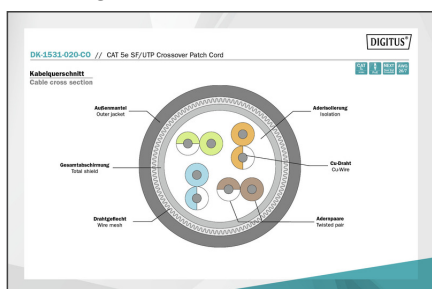 DIGITUS®
DK-1531-020-CO // CAT 5e SF/UTP Crossover Patch Cord
Kabelquerschnitt
Cable cross section
Außenmantel
Outer jacket
Aderisolierung
Isolation
Gesamtabschirmung
Total shield
Cu-Draht
Cu-Wire
Drahtgeflecht
Wire mesh
Adernpaare
Twisted pair